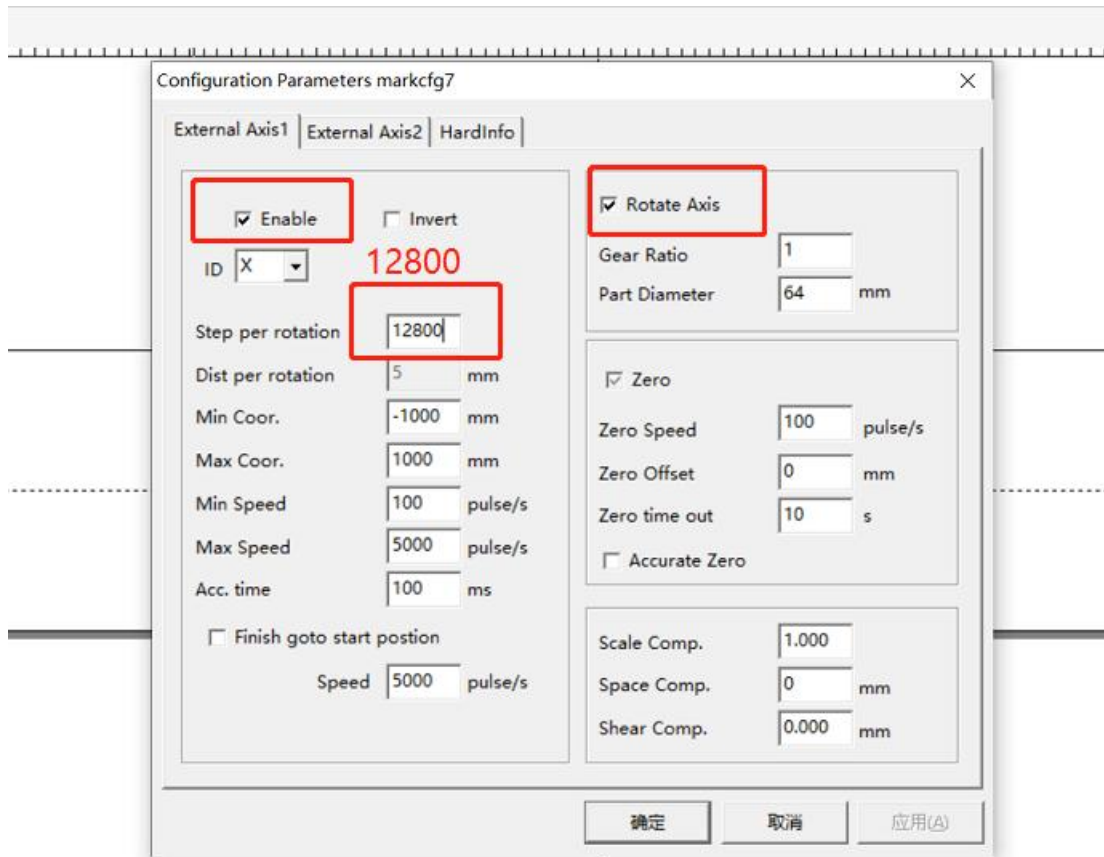 Configuration Parameters markcfg7
External Axis1 External Axis2 HardInfo
Enable Invert
ID X 12800
Step per rotation 12800
Dist per rotation 5 mm
Min Coor. -1000 mm
Max Coor. 1000 mm
Min Speed 100 pulse/s
Max Speed 5000 pulse/s
Acc. time 100 ms
Finish goto start postion
Speed 5000 pulse/s
Rotate Axis
Gear Ratio 1
Part Diameter 64 mm
Zero
Zero Speed 100 pulse/s
Zero Offset 0 mm
Zero time out 10 s
Accurate Zero
Scale Comp. 1.000
Space Comp. 0 mm
Shear Comp. 0.000 mm
确定 取消 应用(A)